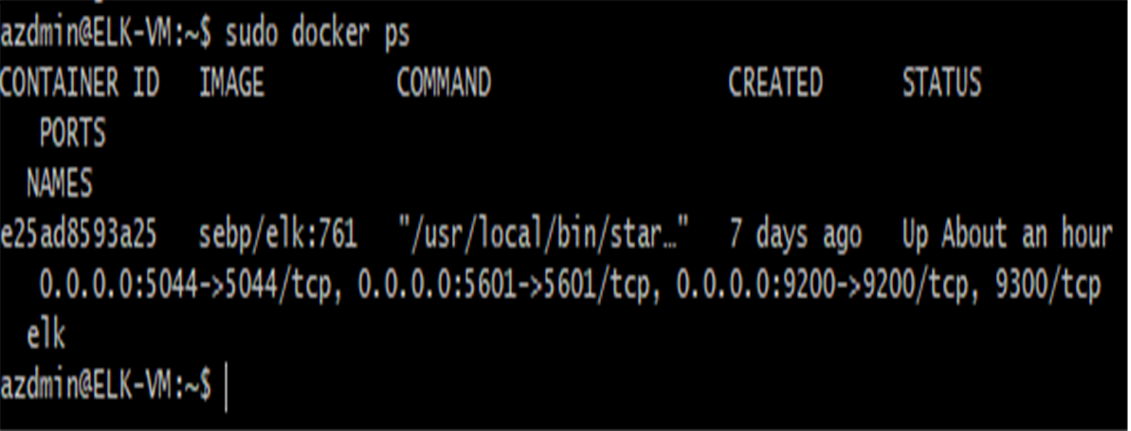 azdmin@ELK-VM:~$ sudo docker ps
CONTAINER ID IMAGE COMMAND CREATED STATUS
PORTS
NAMES
e25ad8593a25 sebp/elk:761 "/usr/local/bin/star…" 7 days ago Up About an hour
0.0.0.0:5044->5044/tcp, 0.0.0.0:5601->5601/tcp, 0.0.0.0:9200->9200/tcp, 9300/tcp
elk
azdmin@ELK-VM:~$